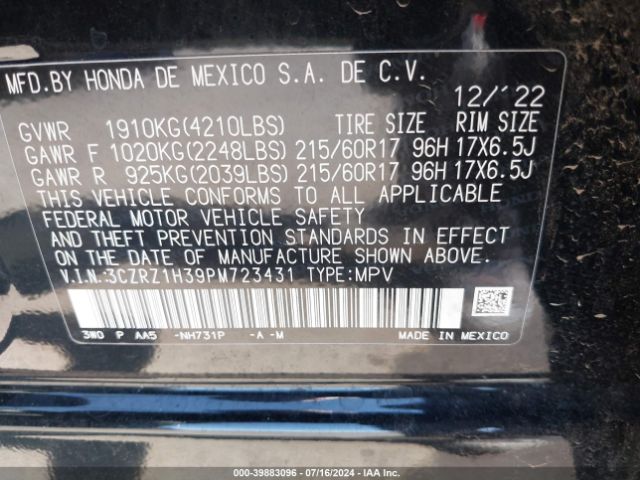 MFD.BY HONDA DE MEXICO S.A. DE C.V.
12/'22
GVWR 1910KG(4210LBS) TIRE SIZE RIM SIZE
GAWR F 1020KG(2248LBS) 215/60R17 96H 17X6.5J
GAWR R 925KG(2039LBS) 215/60R17 96H 17X6.5J
THIS VEHICLE CONFORMS TO ALL APPLICABLE
FEDERAL MOTOR VEHICLE SAFETY
AND THEFT PREVENTION STANDARDS IN EFFECT
ON THE DATE OF MANUFACTURE SHOWN ABOVE.
V.I.N.:3CZRZ1H39PM723431 TYPE:MPV
3W0 P AA5 -NH731P -A -M MADE IN MEXICO
000-39883096 - 07/16/2024 - IAA Inc.